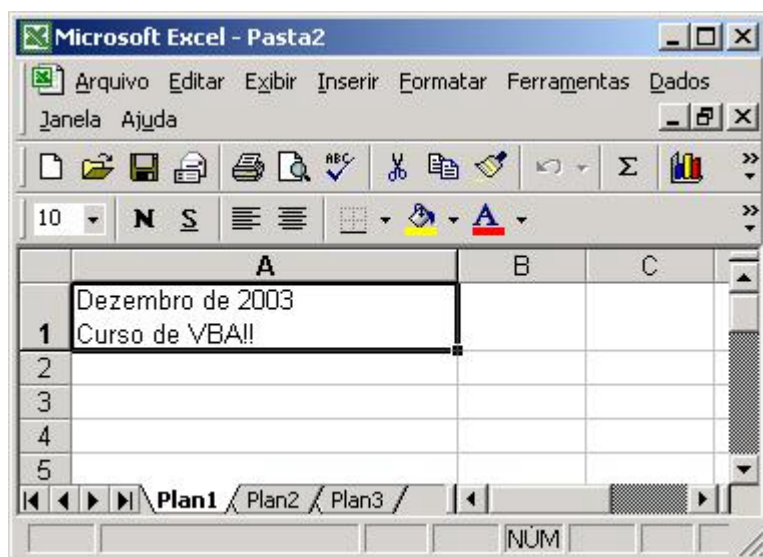 Microsoft Excel - Pasta2
Arquivo Editar Exibir Inserir Formatar Ferramentas Dados
Janela Ajuda
ABC Σ
10 N S A
A B C
Dezembro de 2003
1 Curso de VBA!!
2
3
4
5
Plan1 Plan2 Plan3
NÚM